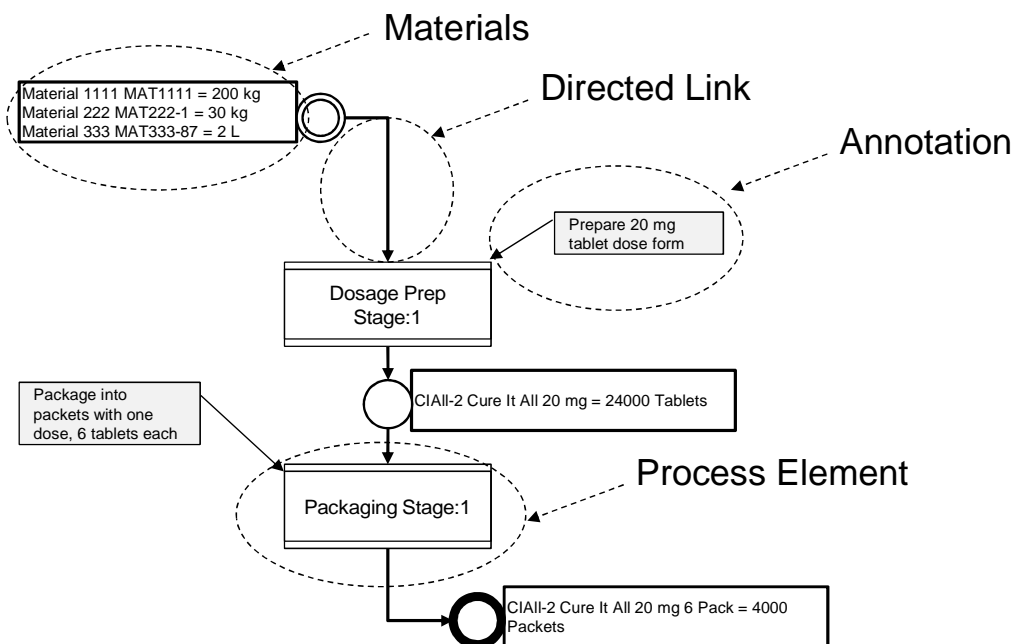 Materials
Material 1111 MAT1111 = 200 kg
Material 222 MAT222-1 = 30 kg
Material 333 MAT333-87 = 2 L
Directed Link
Annotation
Prepare 20 mg
tablet dose form
Dosage Prep
Stage:1
CIAll-2 Cure It All 20 mg = 24000 Tablets
Package into
packets with one
dose, 6 tablets each
Process Element
Packaging Stage:1
CIAll-2 Cure It All 20 mg 6 Pack = 4000
Packets